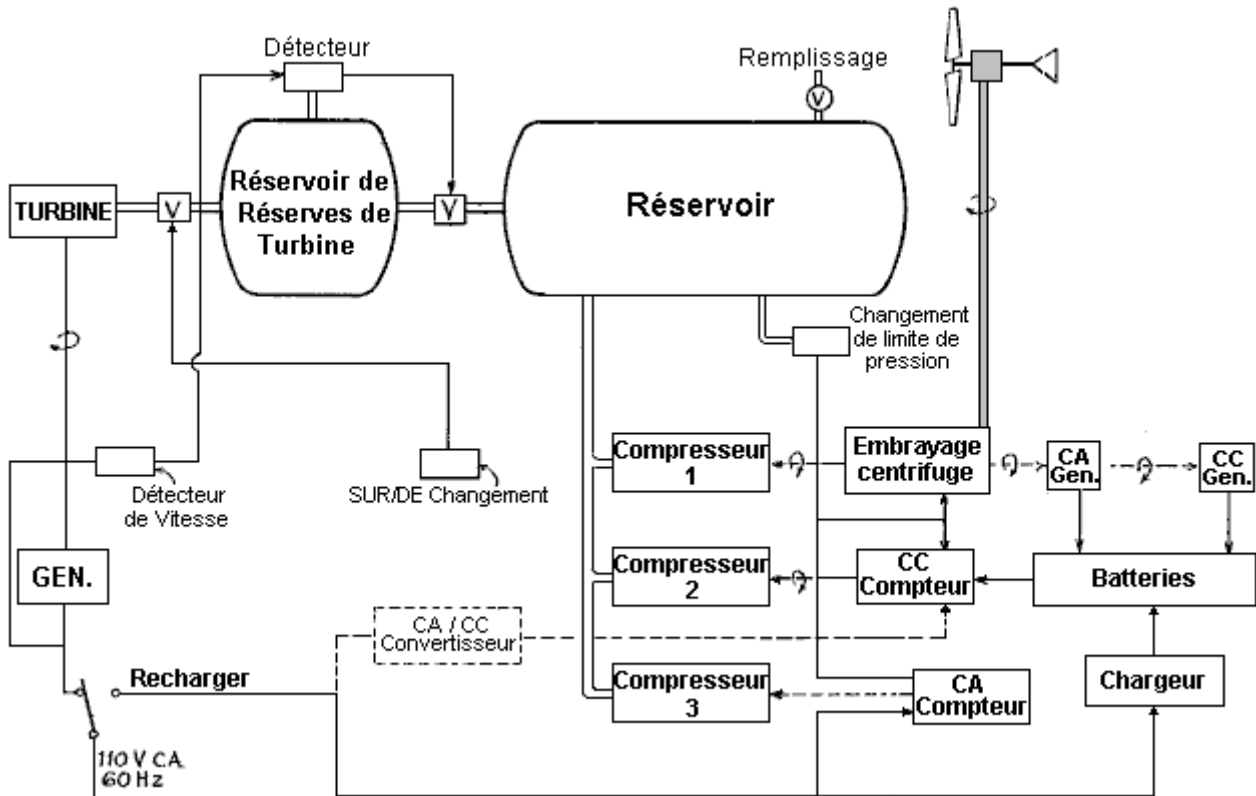 Détecteur
Remplissage
V
Réservoir de
Réserves de
Turbine
Réservoir
TURBINE
V
V
Changement
de limite de
pression
Compresseur
1
Embrayage
centrifuge
CA
Gen.
CC
Gen.
Détecteur
de Vitesse
SUR/DE Changement
GEN.
Compresseur
2
CC
Compteur
Batteries
CA / CC
Convertisseur
Recharger
Compresseur
3
CA
Compteur
Chargeur
110 V C.A.
60 Hz